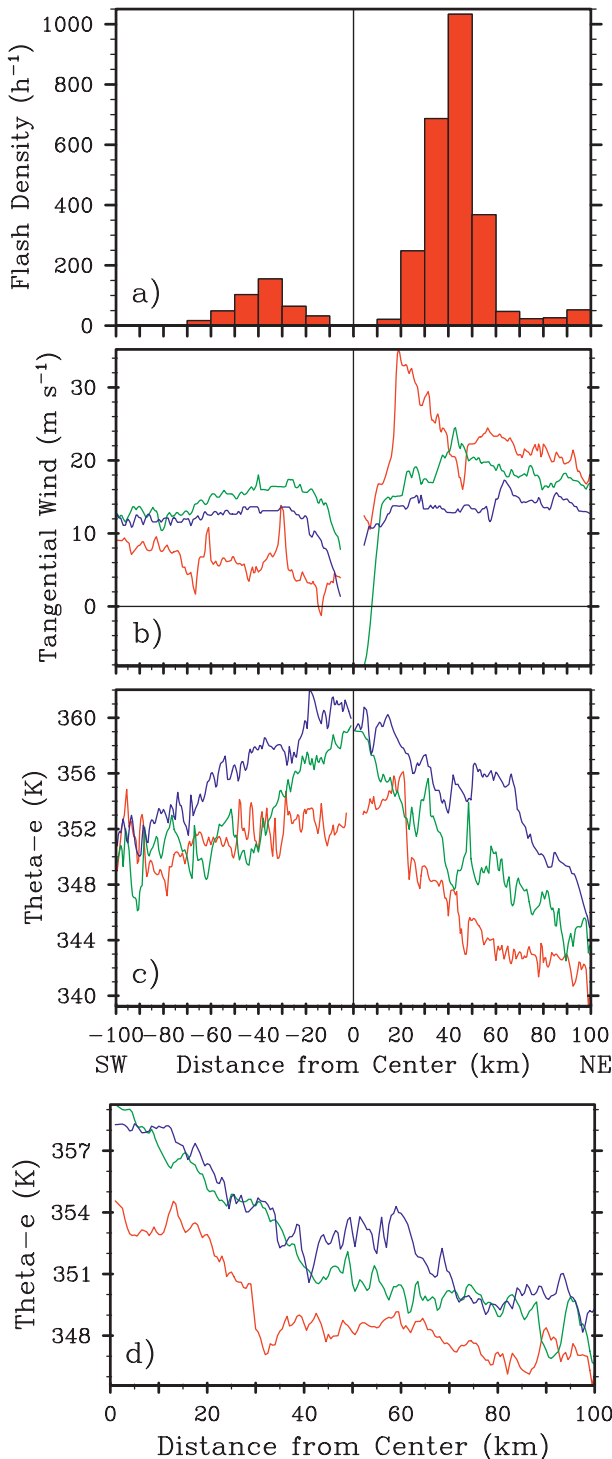 1000
800
600
400
200
0
Flash Density (h⁻¹)
a)
30
20
10
0
Tangential Wind (m s⁻¹)
b)
360
356
352
348
344
340
Theta-e (K)
c)
-100 -80 -60 -40 -20 0 20 40 60 80 100
SW Distance from Center (km) NE
357
354
351
348
Theta-e (K)
d)
0 20 40 60 80 100
Distance from Center (km)